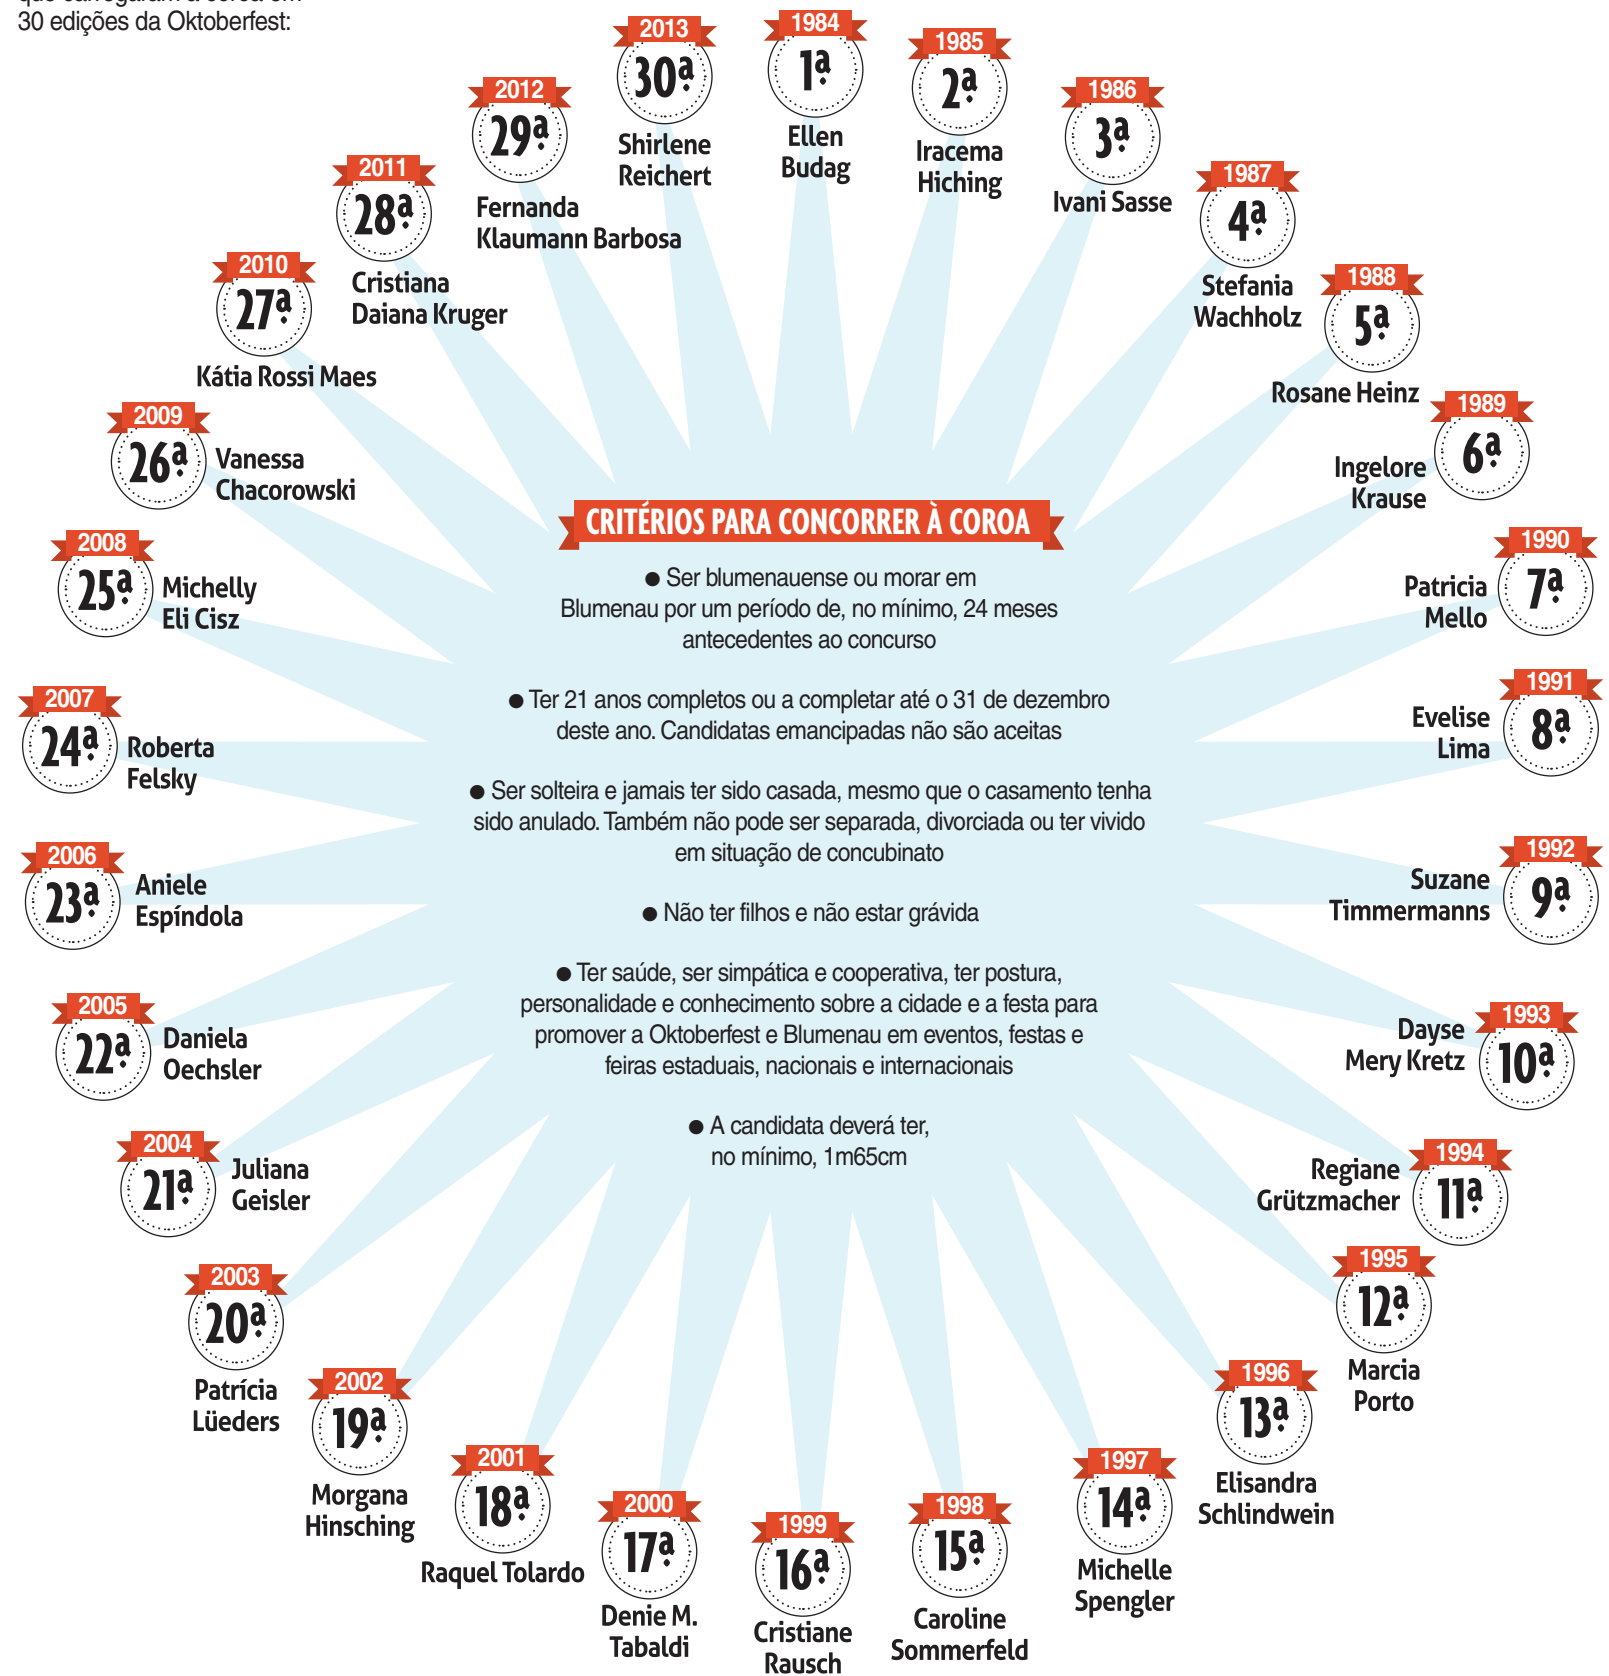 que carregaram a coroa em
30 edições da Oktoberfest:
1984
1ª
Ellen
Budag
1985
2ª
Iracema
Hiching
1986
3ª
Ivani Sasse
1987
4ª
Stefania
Wachholz
1988
5ª
Rosane Heinz
1989
6ª
Ingelore
Krause
1990
7ª
Patricia
Mello
1991
8ª
Evelise
Lima
1992
9ª
Suzane
Timmermanns
1993
10ª
Dayse
Mery Kretz
1994
11ª
Regiane
Grützmacher
1995
12ª
Marcia
Porto
1996
13ª
Elisandra
Schlindwein
1997
14ª
Michelle
Spengler
1998
15ª
Caroline
Sommerfeld
1999
16ª
Cristiane
Rausch
2000
17ª
Denie M.
Tabaldi
2001
18ª
Raquel Tolardo
2002
19ª
Morgana
Hinsching
2003
20ª
Patrícia
Lüeders
2004
21ª
Juliana
Geisler
2005
22ª
Daniela
Oechsler
2006
23ª
Aniele
Espíndola
2007
24ª
Roberta
Felsky
2008
25ª
Michelly
Eli Cisz
2009
26ª
Vanessa
Chacorowski
2010
27ª
Kátia Rossi Maes
2011
28ª
Cristiana
Daiana Kruger
2012
29ª
Fernanda
Klaumann Barbosa
2013
30ª
Shirlene
Reichert
CRITÉRIOS PARA CONCORRER À COROA
● Ser blumenauense ou morar em
Blumenau por um período de, no mínimo, 24 meses
antecedentes ao concurso
● Ter 21 anos completos ou a completar até o 31 de dezembro
deste ano. Candidatas emancipadas não são aceitas
● Ser solteira e jamais ter sido casada, mesmo que o casamento tenha
sido anulado. Também não pode ser separada, divorciada ou ter vivido
em situação de concubinato
● Não ter filhos e não estar grávida
● Ter saúde, ser simpática e cooperativa, ter postura,
personalidade e conhecimento sobre a cidade e a festa para
promover a Oktoberfest e Blumenau em eventos, festas e
feiras estaduais, nacionais e internacionais
● A candidata deverá ter,
no mínimo, 1m65cm